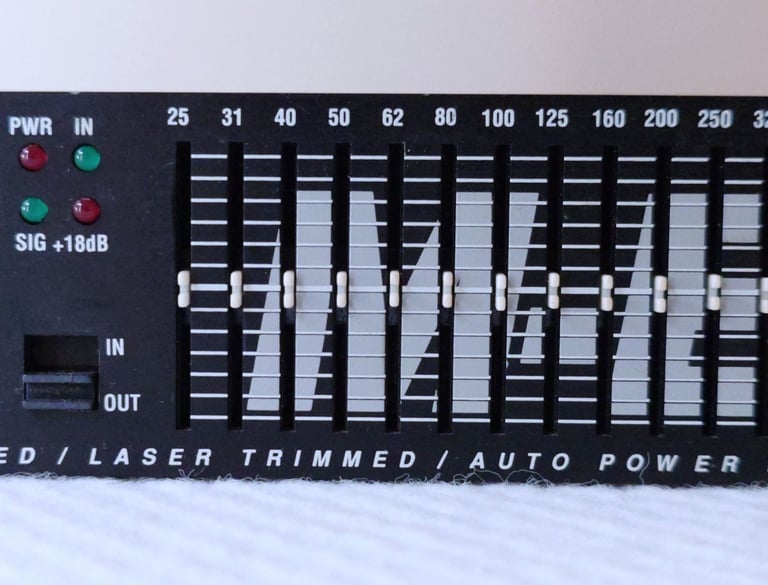 25 31 40 50 62 80 100 125 160 200 250
PWR IN
SIG +18dB
IN
OUT
/ LASER TRIMMED / AUTO POWER